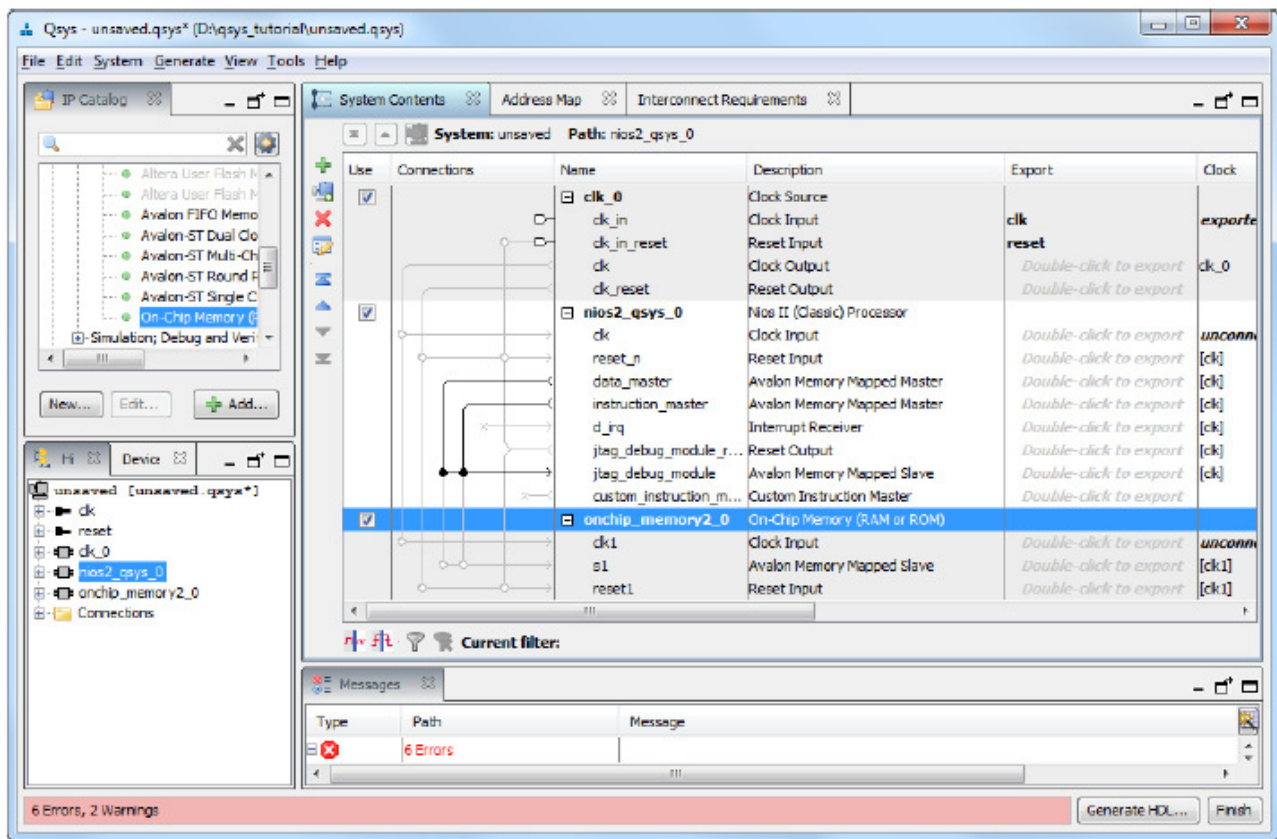 Qsys - unsaved.qsys* (D:\qsys_tutorial\unsaved.qsys)
File Edit System Generate View Tools Help
IP Catalog
Altera User Flash M
Altera User Flash M
Avalon FIFO Memo
Avalon-ST Dual Clo
Avalon-ST Multi-Ch
Avalon-ST Round R
Avalon-ST Single C
On-Chip Memory (R
Simulation; Debug and Veri
New... Edit... Add...
Hi Device
unsaved [unsaved.qsys*]
clk
reset
clk_0
nios2_qsys_0
onchip_memory2_0
Connections
System Contents Address Map Interconnect Requirements
System: unsaved Path: nios2_qsys_0
Use Connections Name Description Export Clock
clk_0 Clock Source
clk_in Clock Input clk exporte
clk_in_reset Reset Input reset
clk Clock Output Double-click to export clk_0
clk_reset Reset Output Double-click to export
nios2_qsys_0 Nios II (Classic) Processor
clk Clock Input Double-click to export unconn
reset_n Reset Input Double-click to export [clk]
data_master Avalon Memory Mapped Master Double-click to export [clk]
instruction_master Avalon Memory Mapped Master Double-click to export [clk]
d_irq Interrupt Receiver Double-click to export [clk]
jtag_debug_module_r... Reset Output Double-click to export [clk]
jtag_debug_module Avalon Memory Mapped Slave Double-click to export [clk]
custom_instruction_m... Custom Instruction Master Double-click to export
onchip_memory2_0 On-Chip Memory (RAM or ROM)
clk1 Clock Input Double-click to export unconn
s1 Avalon Memory Mapped Slave Double-click to export [clk1]
reset1 Reset Input Double-click to export [clk1]
Current filter:
Messages
Type Path Message
6 Errors
6 Errors, 2 Warnings
Generate HDL... Finish